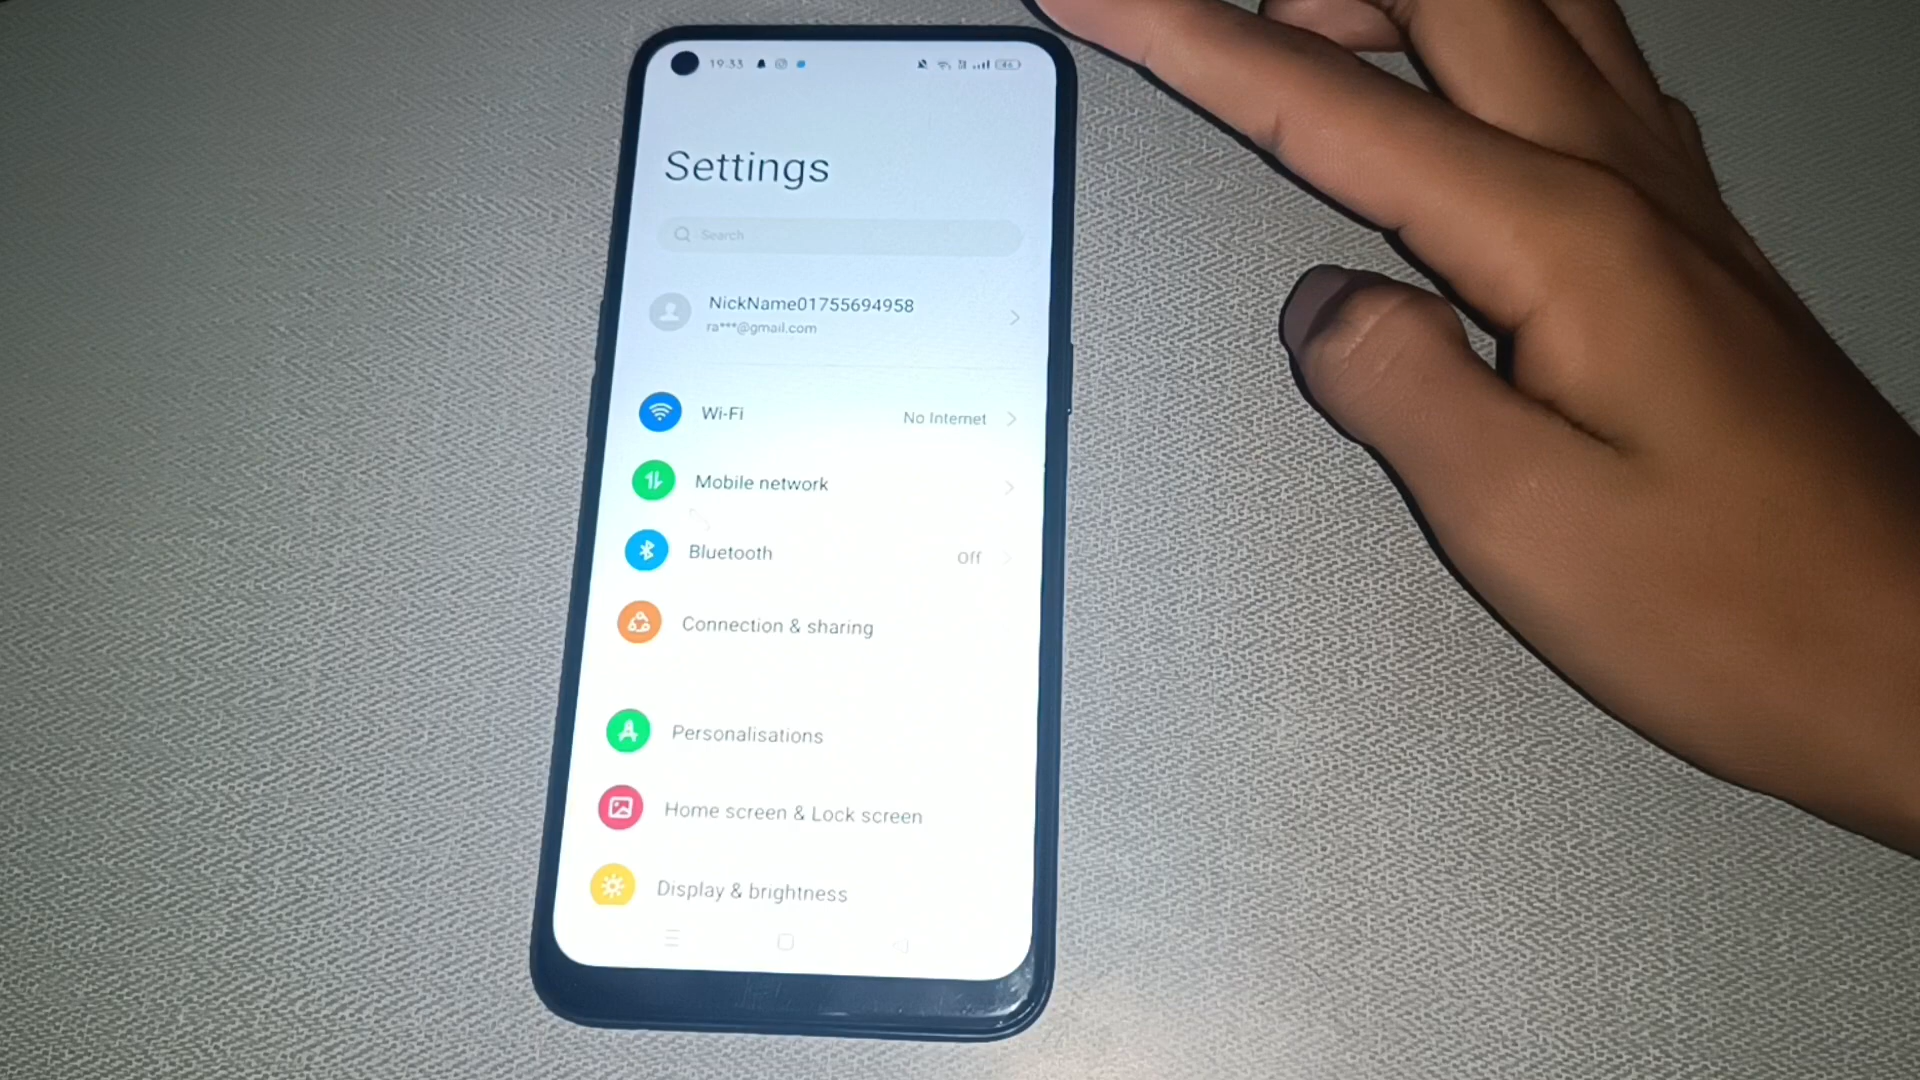 19:33
Settings
Search
NickName01755694958
ra***@gmail.com
Wi-Fi No Internet
Mobile network
Bluetooth Off
Connection & sharing
Personalisations
Home screen & Lock screen
Display & brightness